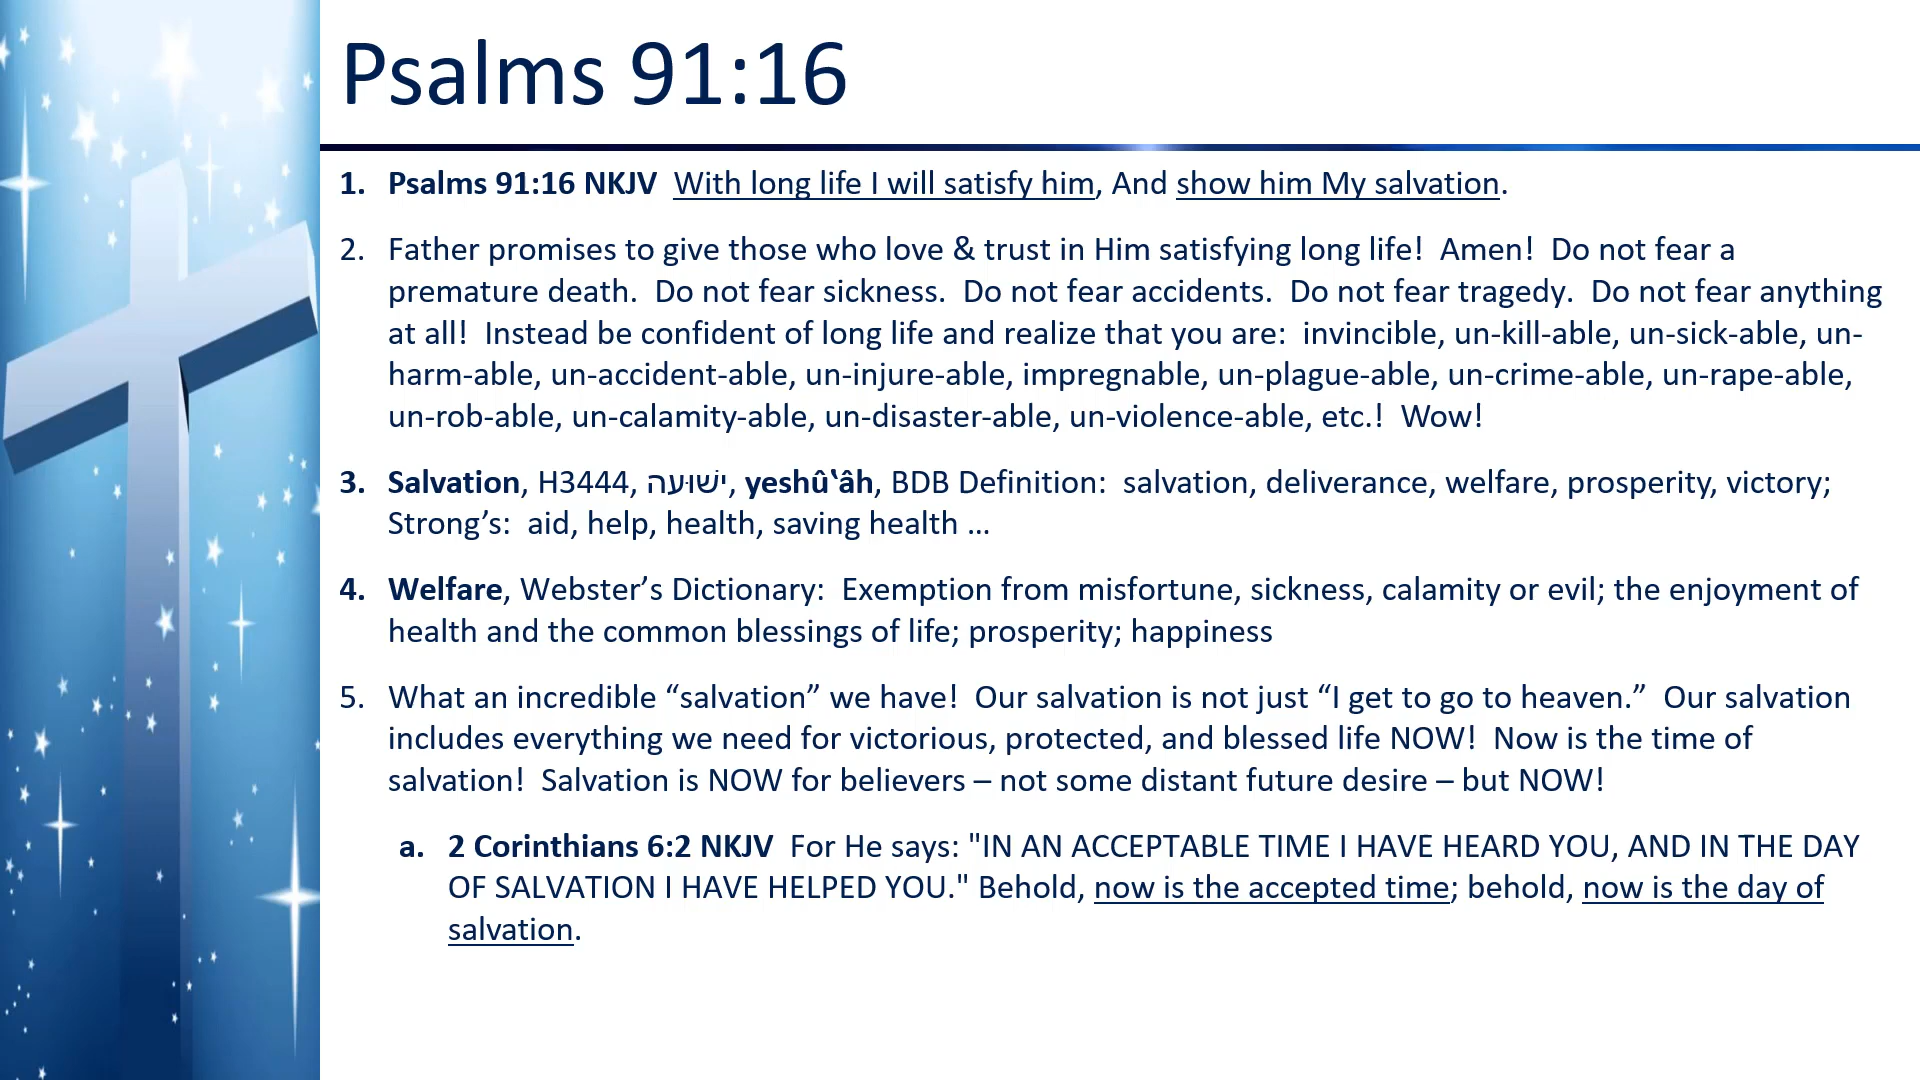 Psalms 91:16
1. Psalms 91:16 NKJV  With long life I will satisfy him, And show him My salvation.
2. Father promises to give those who love & trust in Him satisfying long life!  Amen!  Do not fear a
premature death.  Do not fear sickness.  Do not fear accidents.  Do not fear tragedy.  Do not fear anything
at all!  Instead be confident of long life and realize that you are:  invincible, un-kill-able, un-sick-able, un-
harm-able, un-accident-able, un-injure-able, impregnable, un-plague-able, un-crime-able, un-rape-able,
un-rob-able, un-calamity-able, un-disaster-able, un-violence-able, etc.!  Wow!
3. Salvation, H3444, ישׁוּעה, yeshû‛âh, BDB Definition:  salvation, deliverance, welfare, prosperity, victory;
Strong’s:  aid, help, health, saving health …
4. Welfare, Webster’s Dictionary:  Exemption from misfortune, sickness, calamity or evil; the enjoyment of
health and the common blessings of life; prosperity; happiness
5. What an incredible “salvation” we have!  Our salvation is not just “I get to go to heaven.”  Our salvation
includes everything we need for victorious, protected, and blessed life NOW!  Now is the time of
salvation!  Salvation is NOW for believers – not some distant future desire – but NOW!
a. 2 Corinthians 6:2 NKJV  For He says: "IN AN ACCEPTABLE TIME I HAVE HEARD YOU, AND IN THE DAY
OF SALVATION I HAVE HELPED YOU." Behold, now is the accepted time; behold, now is the day of
salvation.